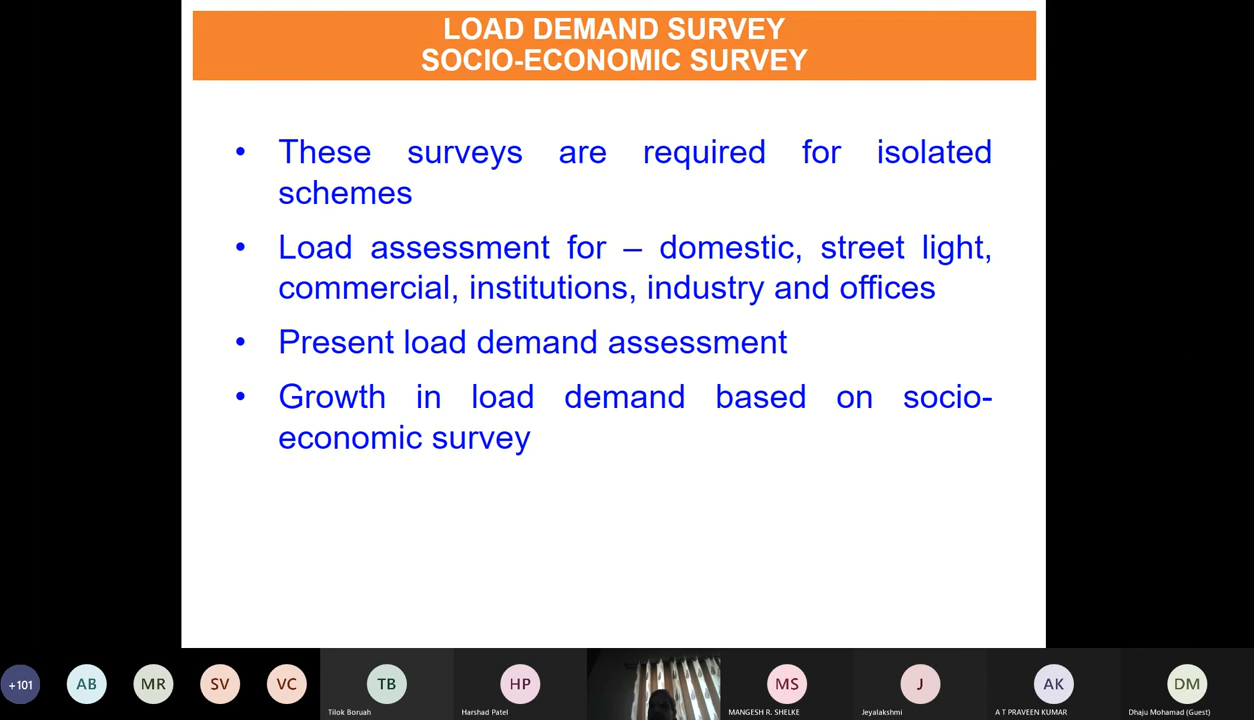 LOAD DEMAND SURVEY
SOCIO-ECONOMIC SURVEY
• These surveys are required for isolated
schemes
• Load assessment for – domestic, street light,
commercial, institutions, industry and offices
• Present load demand assessment
• Growth in load demand based on socio-
economic survey
+101
AB
MR
SV
VC
TB
Tilok Boruah
HP
Harshad Patel
MS
MANGESH R. SHELKE
J
Jeyalakshmi
AK
A T PRAVEEN KUMAR
DM
Dhaju Mohamad (Guest)